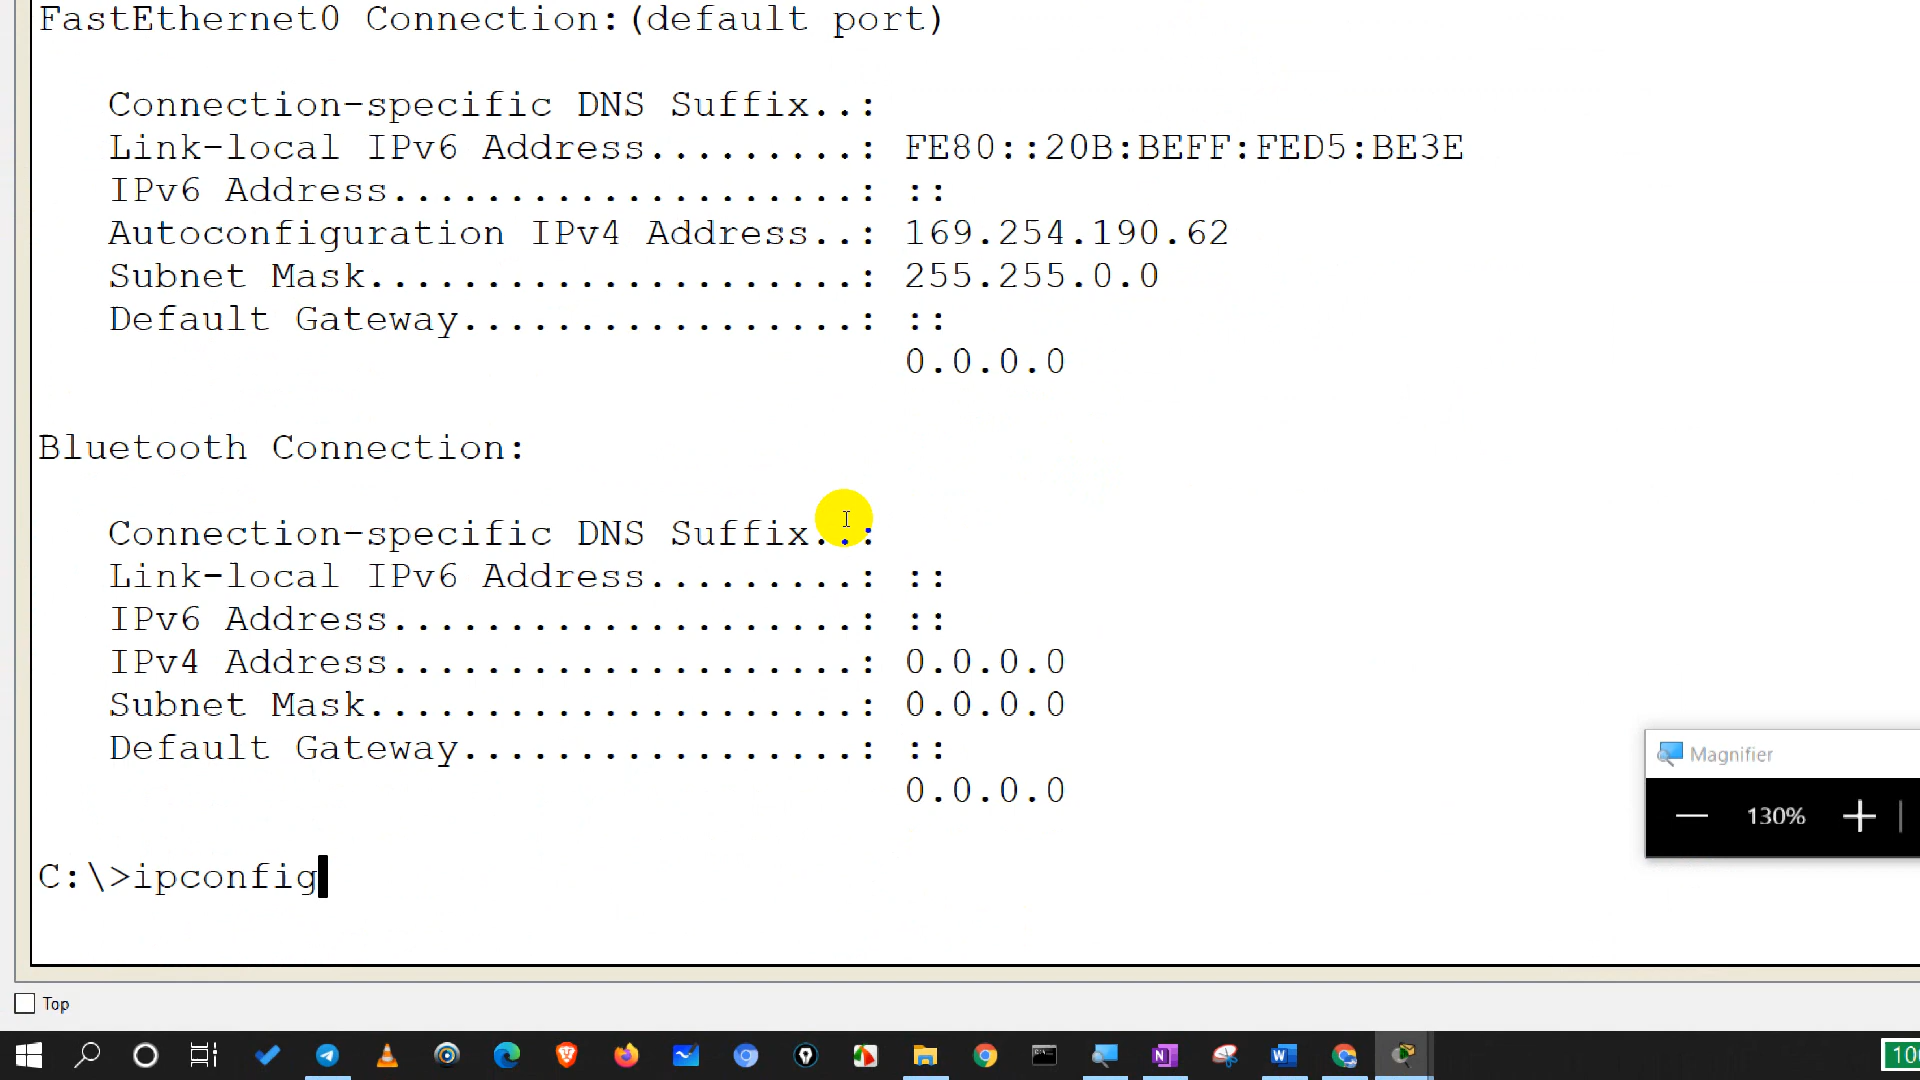 FastEthernet0 Connection:(default port)
Connection-specific DNS Suffix..:
Link-local IPv6 Address.........: FE80::20B:BEFF:FED5:BE3E
IPv6 Address....................: ::
Autoconfiguration IPv4 Address..: 169.254.190.62
Subnet Mask.....................: 255.255.0.0
Default Gateway.................: ::
0.0.0.0
Bluetooth Connection:
Connection-specific DNS Suffix..:
Link-local IPv6 Address.........: ::
IPv6 Address....................: ::
IPv4 Address....................: 0.0.0.0
Subnet Mask.....................: 0.0.0.0
Default Gateway.................: ::
0.0.0.0
Magnifier
130%
C:\>ipconfig
Top